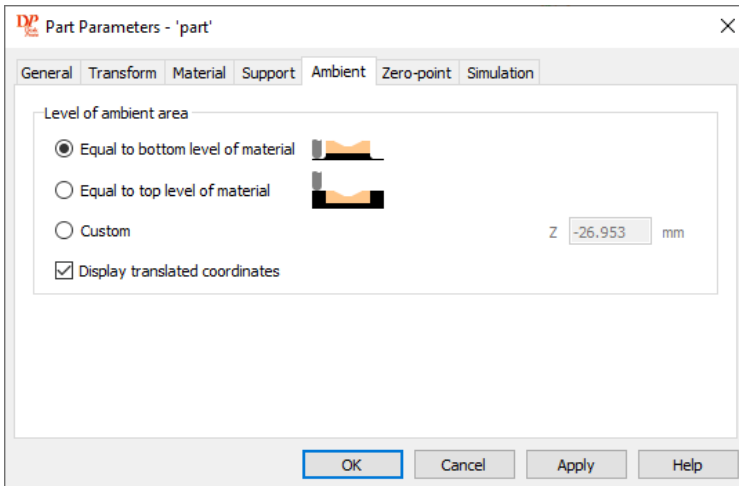 DP Part Parameters - 'part'
General Transform Material Support Ambient Zero-point Simulation
Level of ambient area
Equal to bottom level of material
Equal to top level of material
Custom Z -26.953 mm
Display translated coordinates
OK Cancel Apply Help